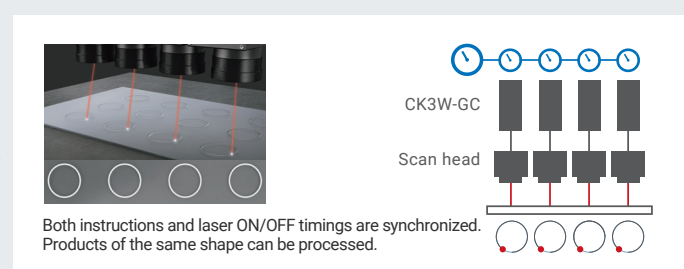 CK3W-GC
Scan head
Both instructions and laser ON/OFF timings are synchronized.
Products of the same shape can be processed.